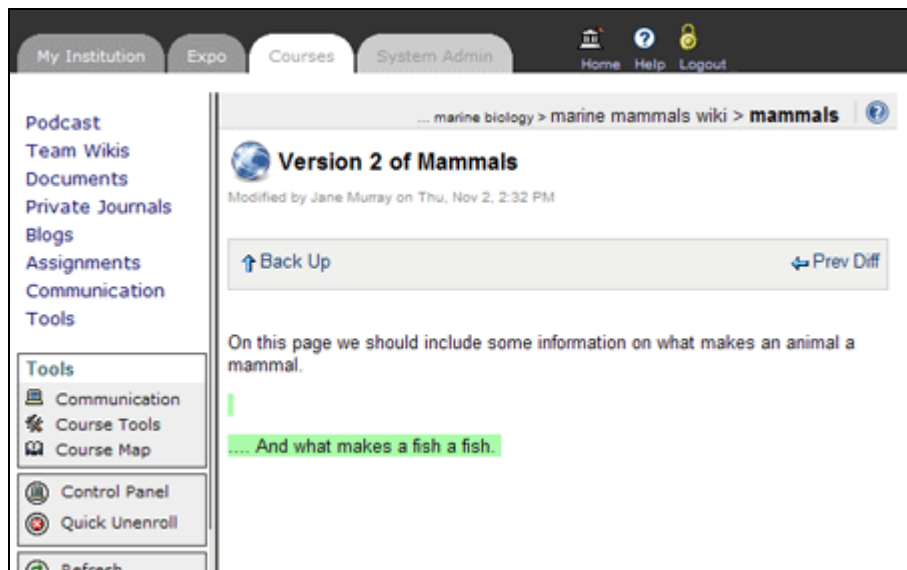 My Institution Expo Courses System Admin Home Help Logout
... marine biology > marine mammals wiki > mammals
Podcast
Team Wikis
Documents
Private Journals
Blogs
Assignments
Communication
Tools
Tools
Communication
Course Tools
Course Map
Control Panel
Quick Unenroll
Refresh
Version 2 of Mammals
Modified by Jane Murray on Thu, Nov 2, 2:32 PM
Back Up Prev Diff
On this page we should include some information on what makes an animal a
mammal.
.... And what makes a fish a fish.